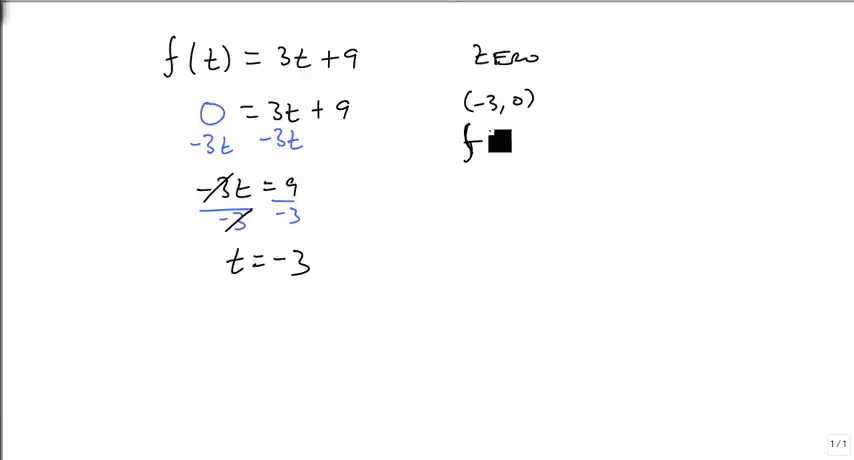 f(t) = 3t + 9
0 = 3t + 9
-3t -3t
-3t = 9
-3 -3
t = -3
ZERO
(-3, 0)
f
1 / 1